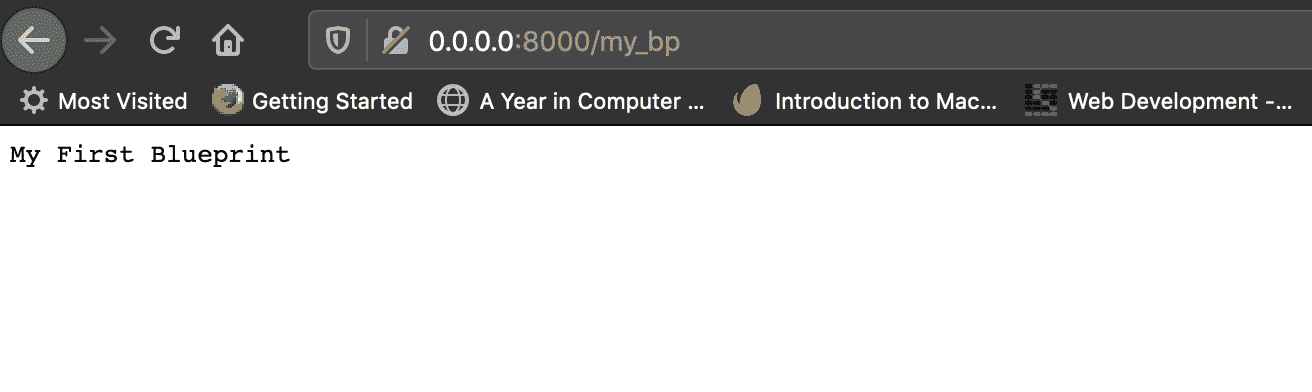 0.0.0.0:8000/my_bp
Most Visited Getting Started A Year in Computer ... Introduction to Mac... Web Development -...
My First Blueprint